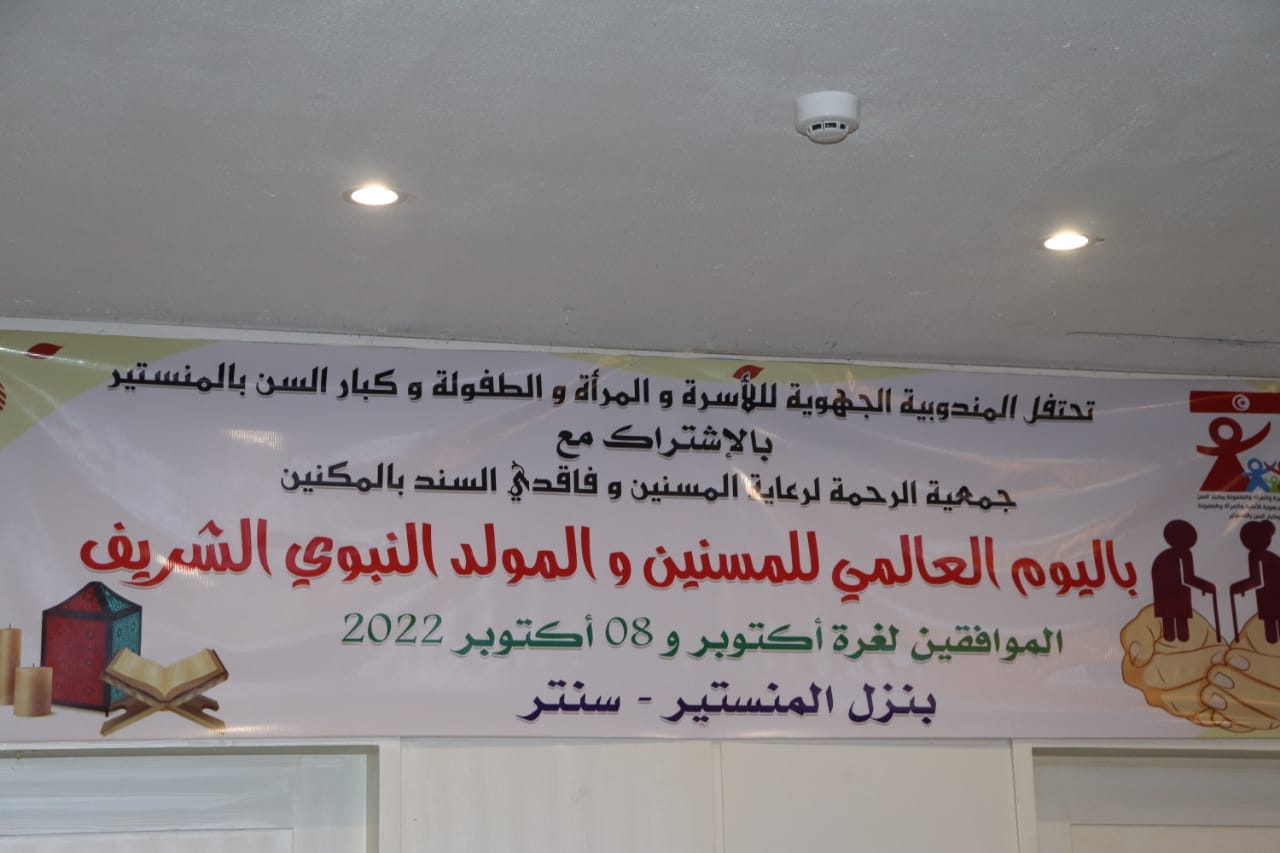 تحتفل المندوبية الجهوية للأسرة و المرأة و الطفولة و كبار السن بالمنستير
بالإشتراك مع
جمعية الرحمة لرعاية المسنين و فاقدي السند بالمكنين
باليوم العالمي للمسنين و المولد النبوي الشريف
الموافقين لغرة أكتوبر و 08 أكتوبر 2022
بنزل المنستير - سنتر